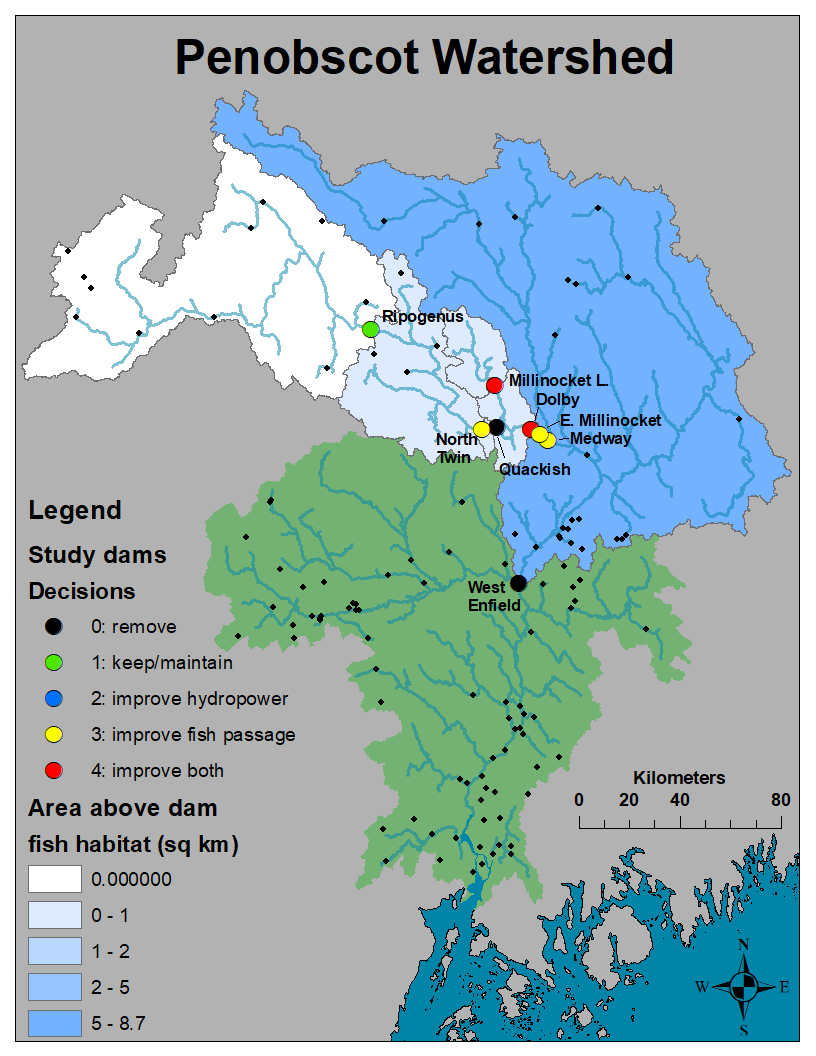 Penobscot Watershed
Ripogenus
Millinocket L.
Dolby
E. Millinocket
Medway
North
Twin
Quackish
West
Enfield
Legend
Study dams
Decisions
0: remove
1: keep/maintain
2: improve hydropower
3: improve fish passage
4: improve both
Area above dam
fish habitat (sq km)
0.000000
0 - 1
1 - 2
2 - 5
5 - 8.7
Kilometers
0 20 40 80
N
W E
S